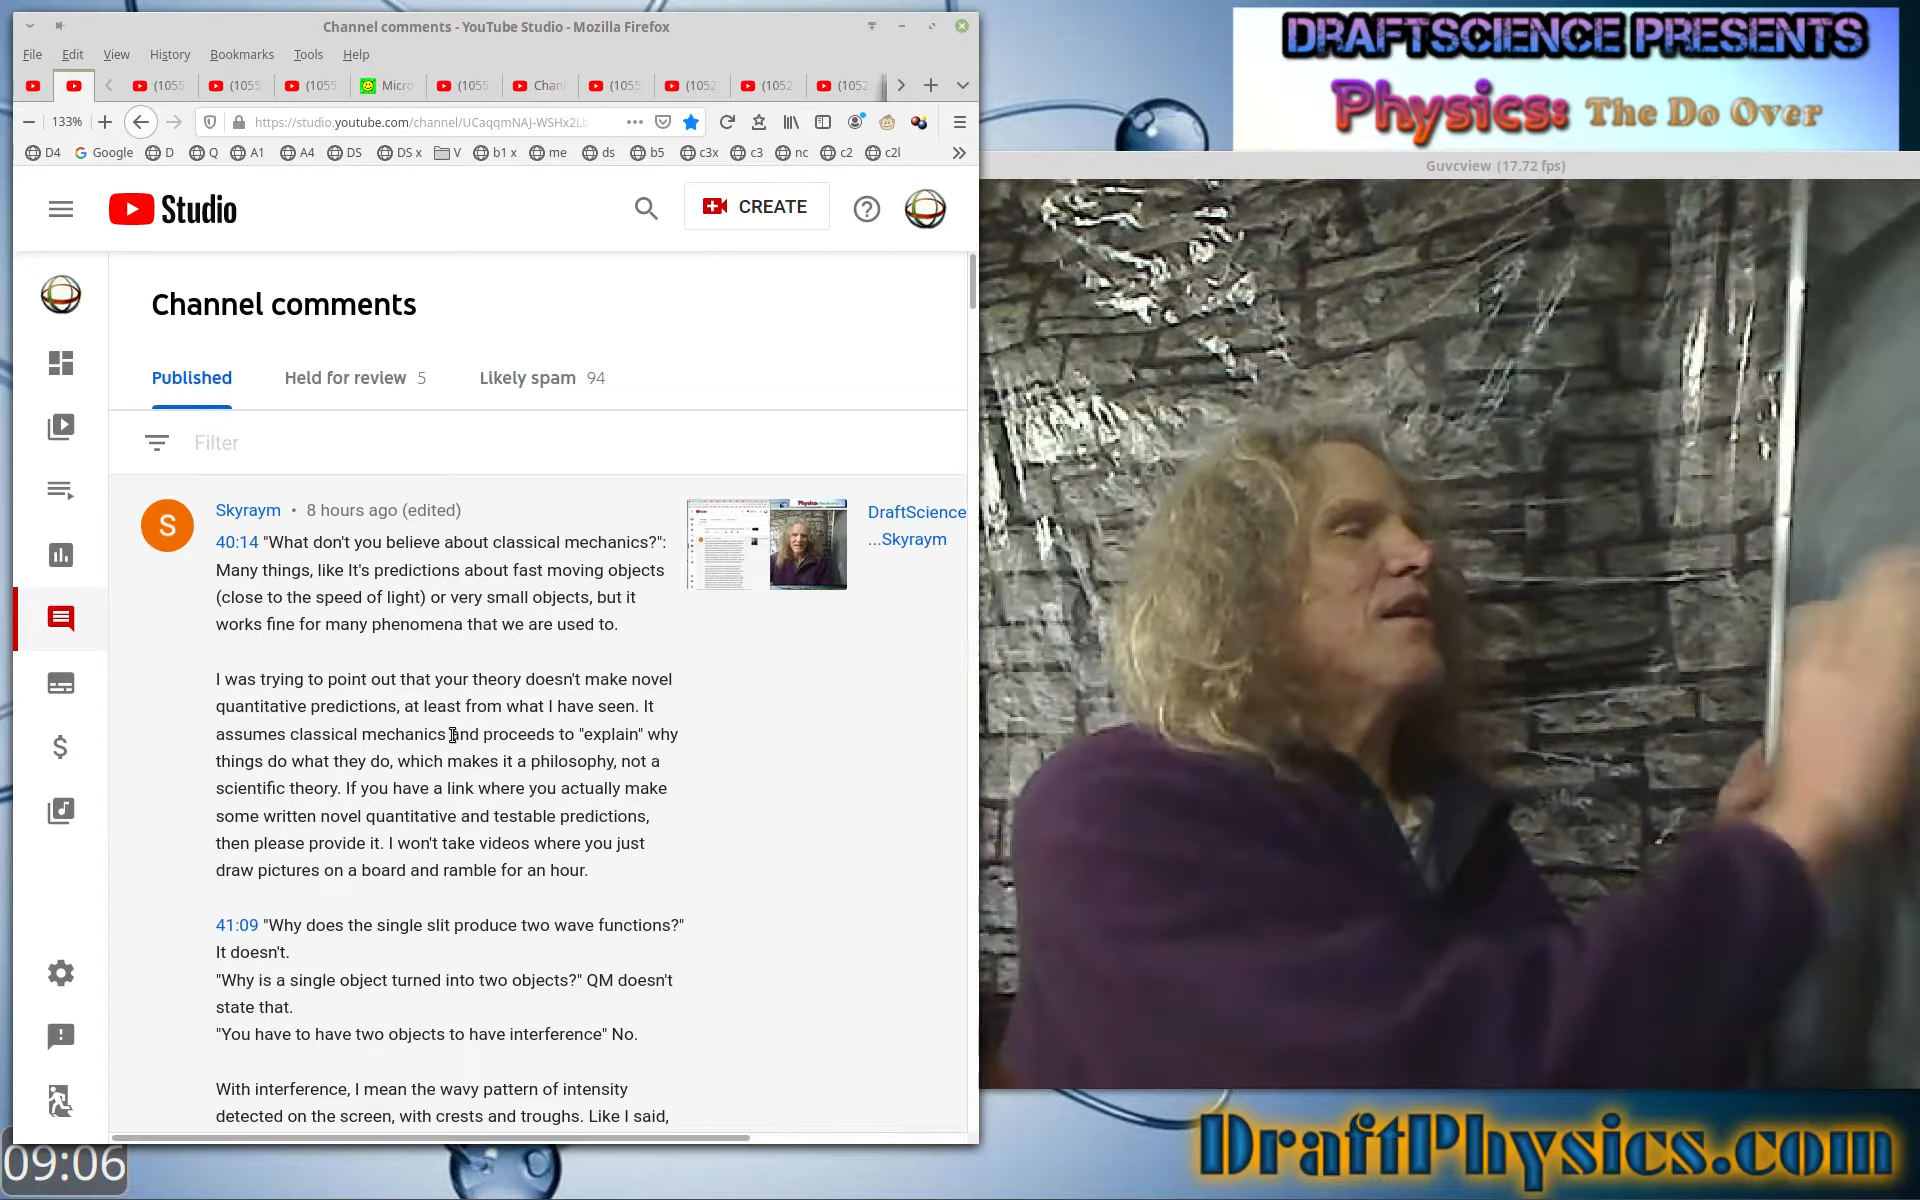 Channel comments - YouTube Studio - Mozilla Firefox
File Edit View History Bookmarks Tools Help
(1055 (1055 (1055 Micro (1055 Chan (1055 (1052 (1052 (1052
133% https://studio.youtube.com/channel/UCaqqmNAJ-WSHx2Lb
D4 Google D Q A1 A4 DS DS x V b1 x me ds b5 c3x c3 nc c2 c2l
Studio
CREATE
Channel comments
Published Held for review 5 Likely spam 94
Filter
S
Skyraym • 8 hours ago (edited)
40:14 "What don't you believe about classical mechanics?":
Many things, like It's predictions about fast moving objects
(close to the speed of light) or very small objects, but it
works fine for many phenomena that we are used to.
I was trying to point out that your theory doesn't make novel
quantitative predictions, at least from what I have seen. It
assumes classical mechanics and proceeds to "explain" why
things do what they do, which makes it a philosophy, not a
scientific theory. If you have a link where you actually make
some written novel quantitative and testable predictions,
then please provide it. I won't take videos where you just
draw pictures on a board and ramble for an hour.
41:09 "Why does the single slit produce two wave functions?"
It doesn't.
"Why is a single object turned into two objects?" QM doesn't
state that.
"You have to have two objects to have interference" No.
With interference, I mean the wavy pattern of intensity
detected on the screen, with crests and troughs. Like I said,
DraftScience
...Skyraym
09:06
DRAFTSCIENCE PRESENTS
Physics: The Do Over
Guvcview (17.72 fps)
DraftPhysics.com